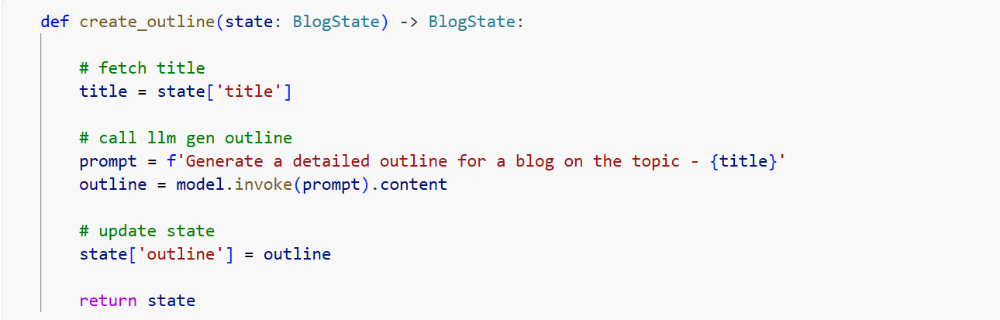 def create_outline(state: BlogState) -> BlogState:
# fetch title
title = state['title']
# call llm gen outline
prompt = f'Generate a detailed outline for a blog on the topic - {title}'
outline = model.invoke(prompt).content
# update state
state['outline'] = outline
return state